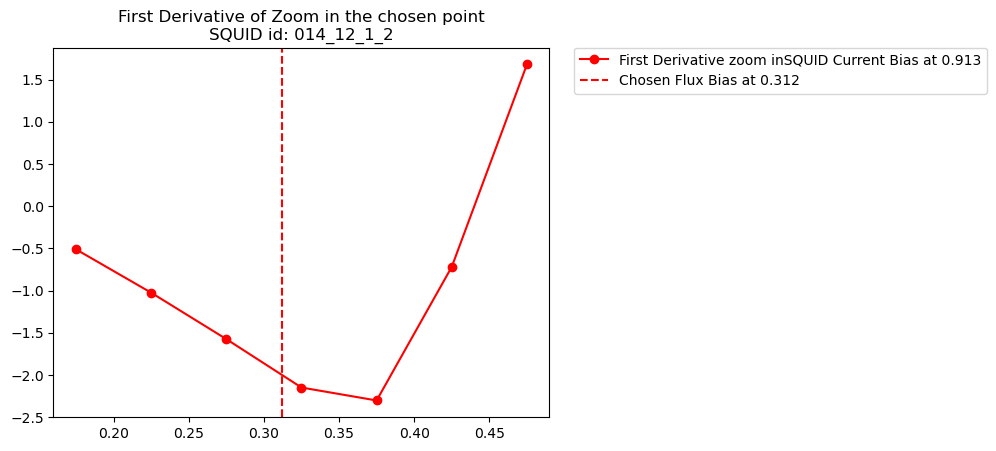 First Derivative of Zoom in the chosen point
SQUID id: 014_12_1_2
First Derivative zoom inSQUID Current Bias at 0.913
Chosen Flux Bias at 0.312
1.5
1.0
0.5
0.0
−0.5
−1.0
−1.5
−2.0
−2.5
0.20 0.25 0.30 0.35 0.40 0.45